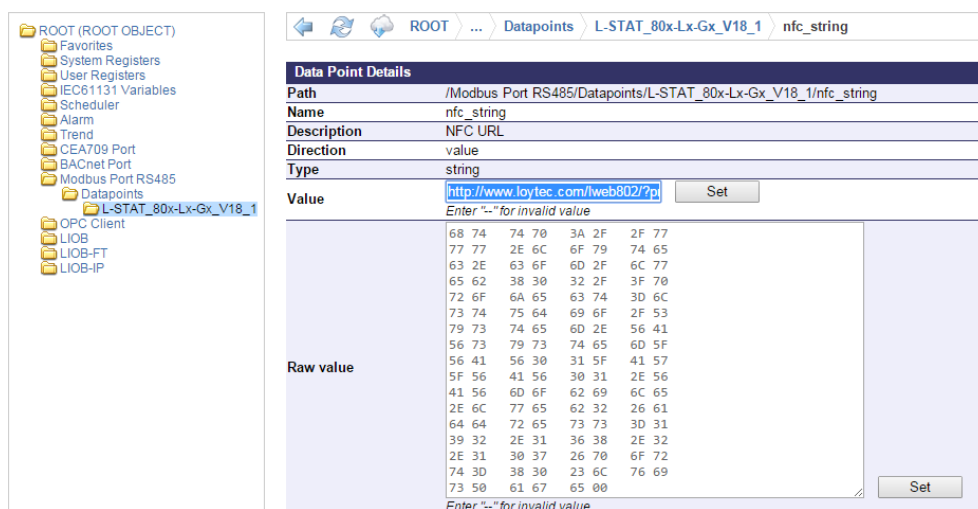 ROOT (ROOT OBJECT)
Favorites
System Registers
User Registers
IEC61131 Variables
Scheduler
Alarm
Trend
CEA709 Port
BACnet Port
Modbus Port RS485
Datapoints
L-STAT_80x-Lx-Gx_V18_1
OPC Client
LIOB
LIOB-FT
LIOB-IP
ROOT ... Datapoints L-STAT_80x-Lx-Gx_V18_1 nfc_string
Data Point Details
Path /Modbus Port RS485/Datapoints/L-STAT_80x-Lx-Gx_V18_1/nfc_string
Name nfc_string
Description NFC URL
Direction value
Type string
Value http://www.loytec.com/lweb802/?p Set
Enter "--" for invalid value
Raw value
68 74 74 70 3A 2F 2F 77
77 77 2E 6C 6F 79 74 65
63 2E 63 6F 6D 2F 6C 77
65 62 38 30 32 2F 3F 70
72 6F 6A 65 63 74 3D 6C
73 74 75 64 69 6F 2F 53
79 73 74 65 6D 2E 56 41
56 73 79 73 74 65 6D 5F
56 41 56 30 31 5F 41 57
5F 56 41 56 30 31 2E 56
41 56 6D 6F 62 69 6C 65
2E 6C 77 65 62 32 26 61
64 64 72 65 73 73 3D 31
39 32 2E 31 36 38 2E 32
2E 31 30 37 26 70 6F 72
74 3D 38 30 23 6C 76 69
73 50 61 67 65 00
Set
Enter "--" for invalid value